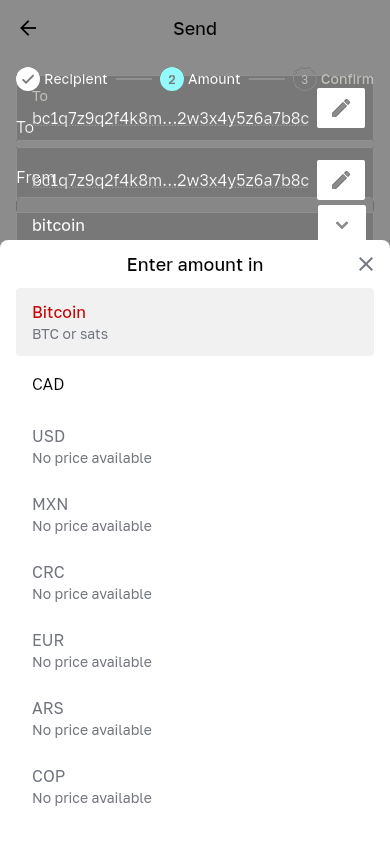 Send
Recipient
2
Amount
3
Confirm
To
bc1q7z9q2f4k8m...2w3x4y5z6a7b8c
To
From
bc1q7z9q2f4k8m...2w3x4y5z6a7b8c
bitcoin
Enter amount in
Bitcoin
BTC or sats
CAD
USD
No price available
MXN
No price available
CRC
No price available
EUR
No price available
ARS
No price available
COP
No price available